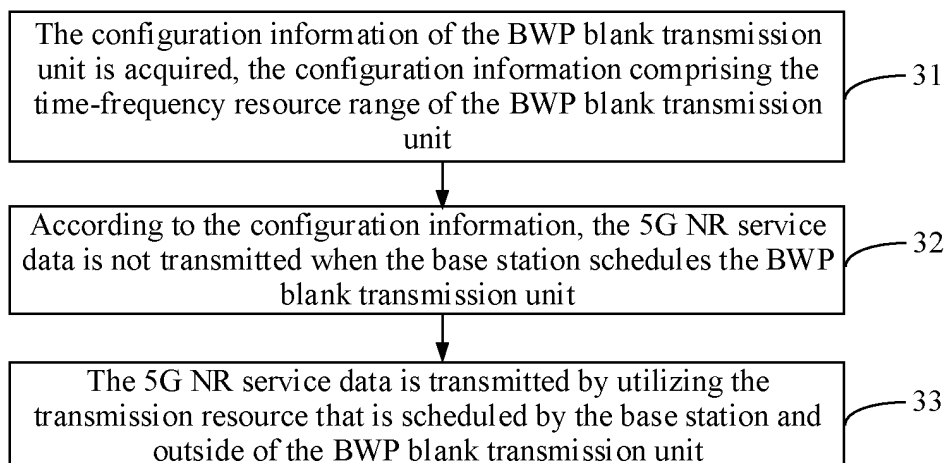 The configuration information of the BWP blank transmission
unit is acquired, the configuration information comprising the
time-frequency resource range of the BWP blank transmission
unit
31
According to the configuration information, the 5G NR service
data is not transmitted when the base station schedules the BWP
blank transmission unit
32
The 5G NR service data is transmitted by utilizing the
transmission resource that is scheduled by the base station and
outside of the BWP blank transmission unit
33